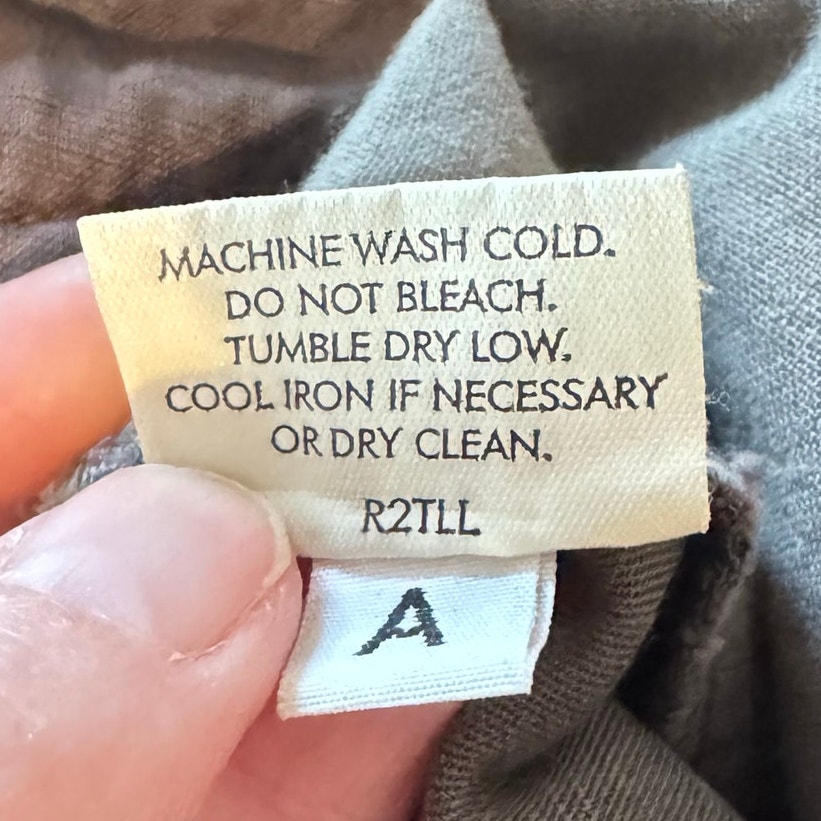 MACHINE WASH COLD.
DO NOT BLEACH.
TUMBLE DRY LOW.
COOL IRON IF NECESSARY
OR DRY CLEAN.
R2TLL
A